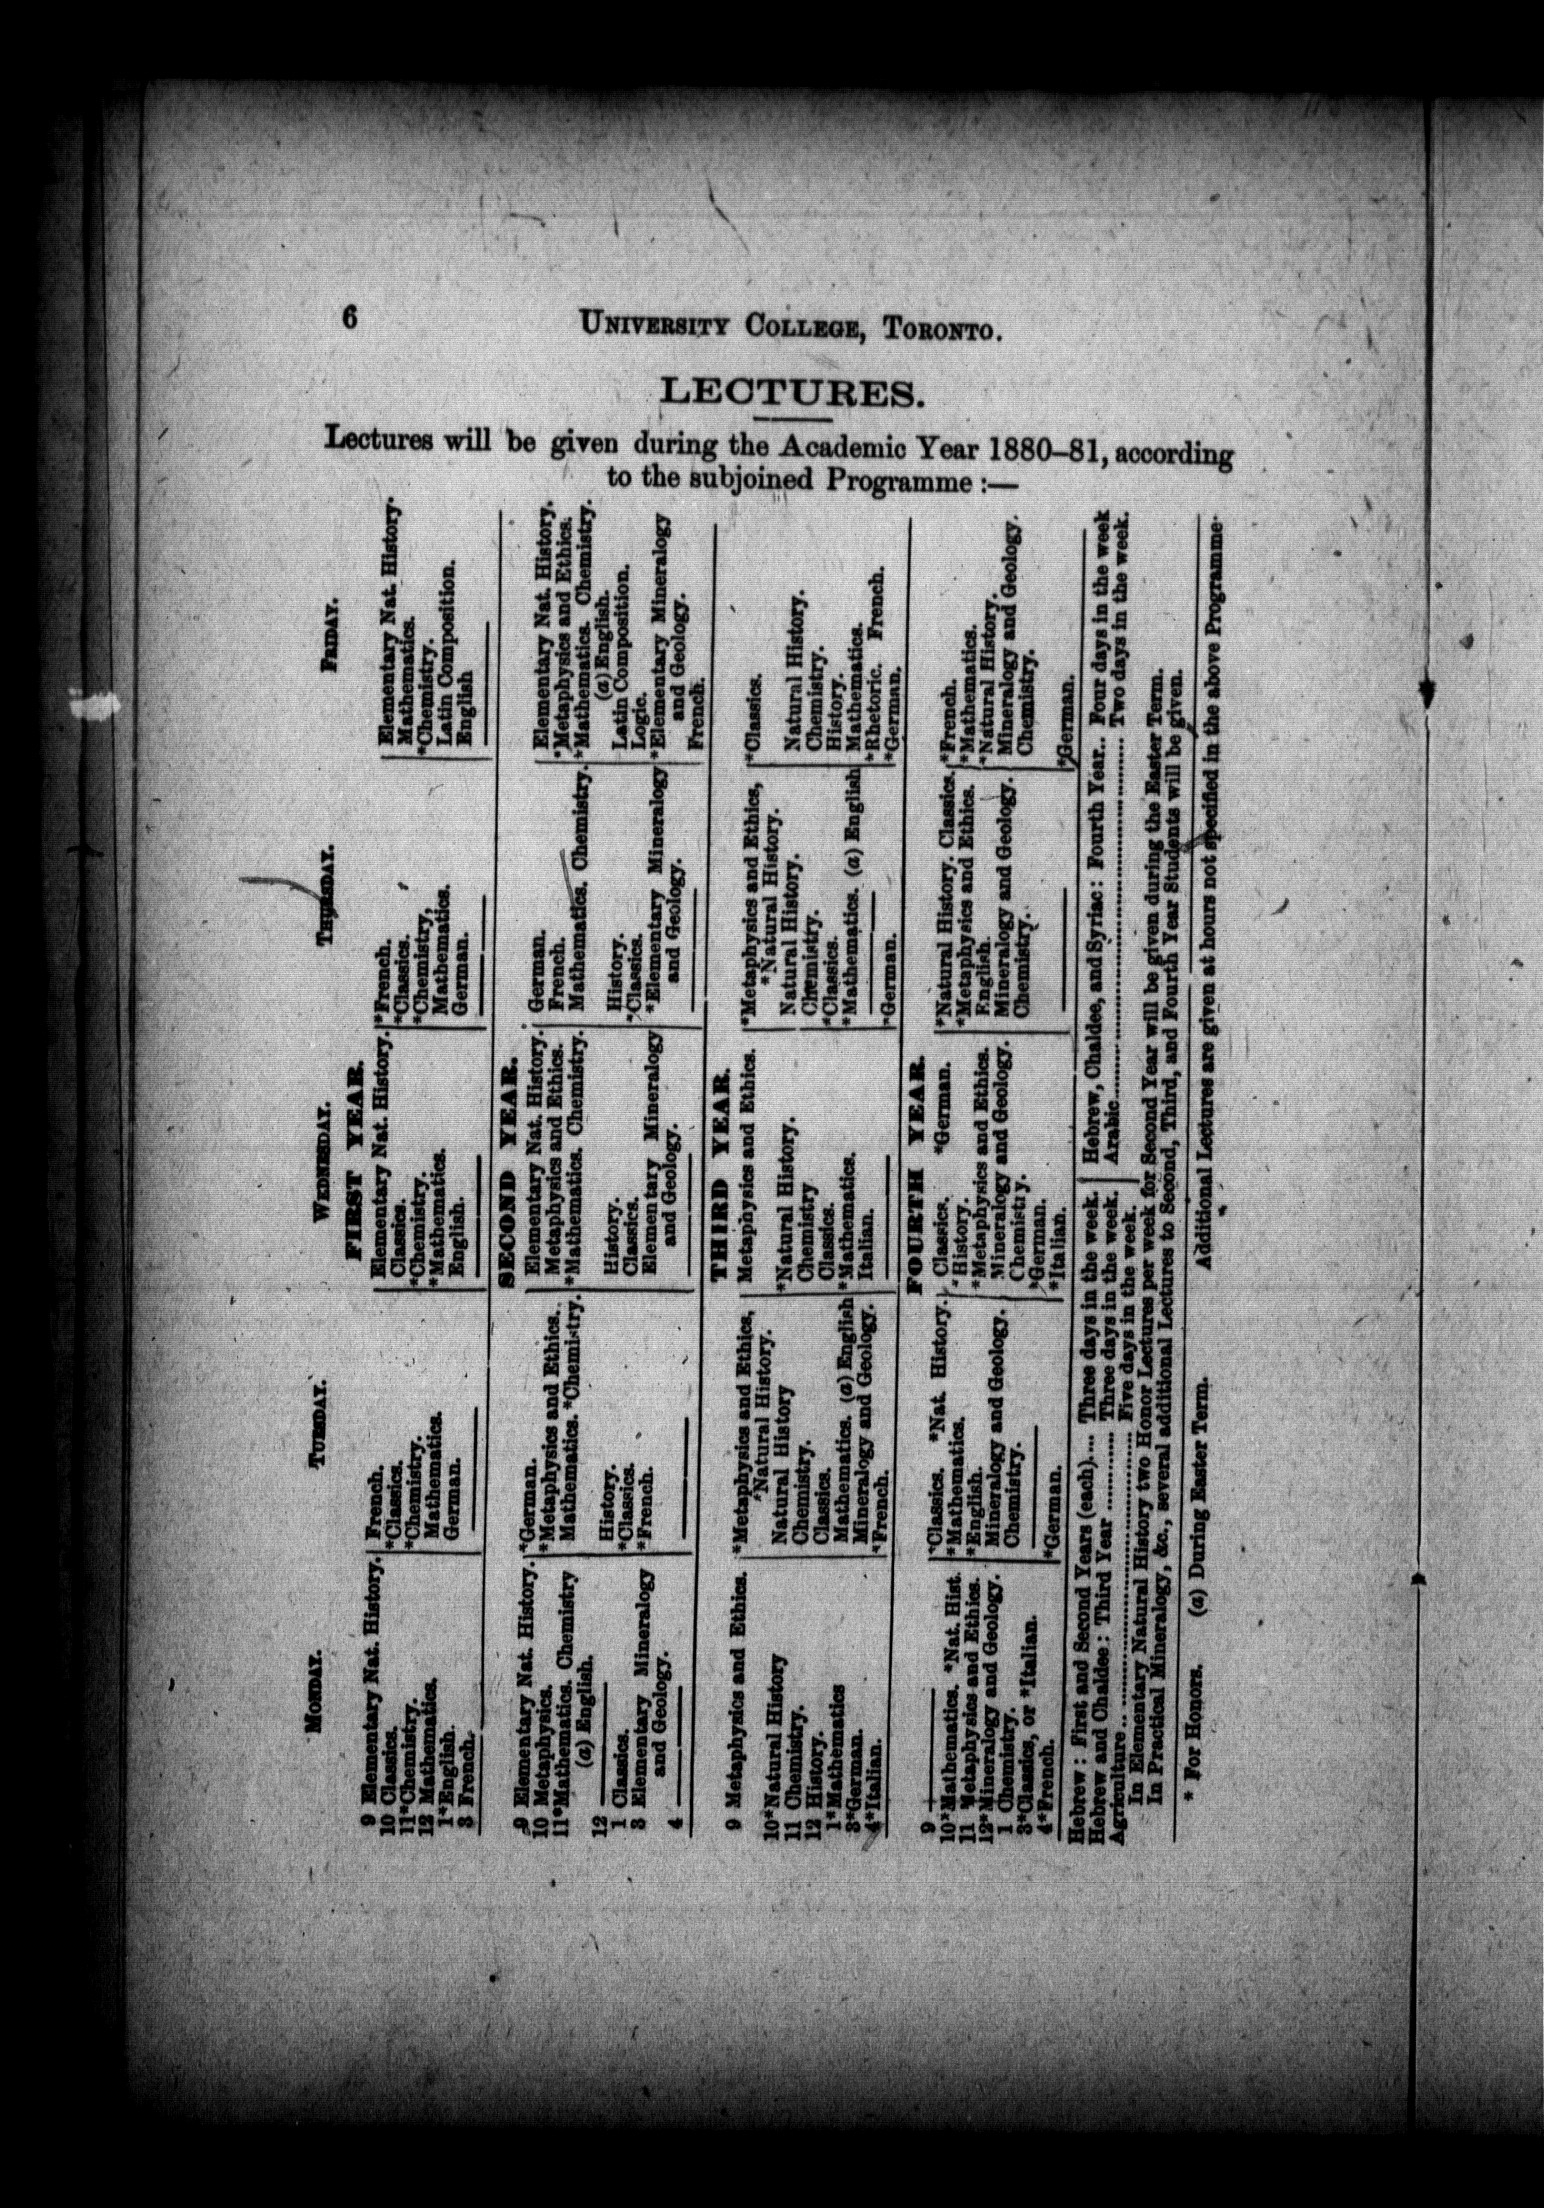 6
UNIVERSITY COLLEGE, TORONTO.
LECTURES.
Lectures will be given during the Academic Year 1880-81, according
to the subjoined Programme :—
MONDAY. TUESDAY. WEDNESDAY. THURSDAY. FRIDAY.
FIRST YEAR.
9 Elementary Nat. History. French. Elementary Nat. History. *French. Elementary Nat. History.
10 Classics. *Classics. Classics. *Classics. Mathematics.
11*Chemistry. *Chemistry. *Chemistry. *Chemistry, *Chemistry.
12 Mathematics. Mathematics *Mathematics. Mathematics. Latin Composition.
1*English. German. English. German. English
3 French.
SECOND YEAR.
9 Elementary Nat. History. *German. Elementary Nat. History. German. Elementary Nat. History.
10 Metaphysics. *Metaphysics and Ethics. Metaphysics and Ethics. French. *Metaphysics and Ethics.
11*Mathematics. Chemistry Mathematics. *Chemistry. *Mathematics. Chemistry. Mathematics. Chemistry. *Mathematics. Chemistry.
(a) English. (a) English.
12 —— History. History. History. Latin Composition.
1 Classics. *Classics. Classics. *Classics. Logic.
3 Elementary Mineralogy *French. Elementary Mineralogy *Elementary Mineralogy *Elementary Mineralogy
and Geology. and Geology. and Geology. and Geology.
4 —— —— —— —— French.
THIRD YEAR.
9 Metaphysics and Ethics. *Metaphysics and Ethics, Metaphysics and Ethics. *Metaphysics and Ethics, *Classics.
*Natural History. *Natural History.
10*Natural History Natural History *Natural History. Natural History. Natural History.
11 Chemistry. Chemistry. Chemistry Chemistry. Chemistry.
12 History. Classics. Classics. *Classics. History.
1*Mathematics Mathematics. (a) English *Mathematics. *Mathematics. (a) English Mathematics.
3*German. Mineralogy and Geology. Italian. —— *Rhetoric. French.
4*Italian. *French. —— *German. *German.
FOURTH YEAR.
9 —— *Classics. *Nat. History. Classics. *German. *Natural History. Classics. *French.
10*Mathematics. *Nat. Hist. *Mathematics. *History. *Metaphysics and Ethics. *Mathematics.
11 Metaphysics and Ethics. *English. *Metaphysics and Ethics. English. *Natural History.
12*Mineralogy and Geology. Mineralogy and Geology. Mineralogy and Geology. Mineralogy and Geology. Mineralogy and Geology.
1 Chemistry. Chemistry. Chemistry. Chemistry. Chemistry.
3*Classics, or *Italian. —— *German. —— 
4*French. *German. *Italian. —— *German.
Hebrew : First and Second Years (each).... Three days in the week. Hebrew, Chaldee, and Syriac: Fourth Year.. Four days in the week
Hebrew and Chaldee: Third Year ............ Three days in the week. Arabic........................ Two days in the week.
Agriculture.. ........................ Five days in the week.
In Elementary Natural History two Honor Lectures per week for Second Year will be given during the Easter Term.
In Practical Mineralogy, &c., several additional Lectures to Second, Third, and Fourth Year Students will be given.
* For Honors. (a) During Easter Term. Additional Lectures are given at hours not specified in the above Programme.